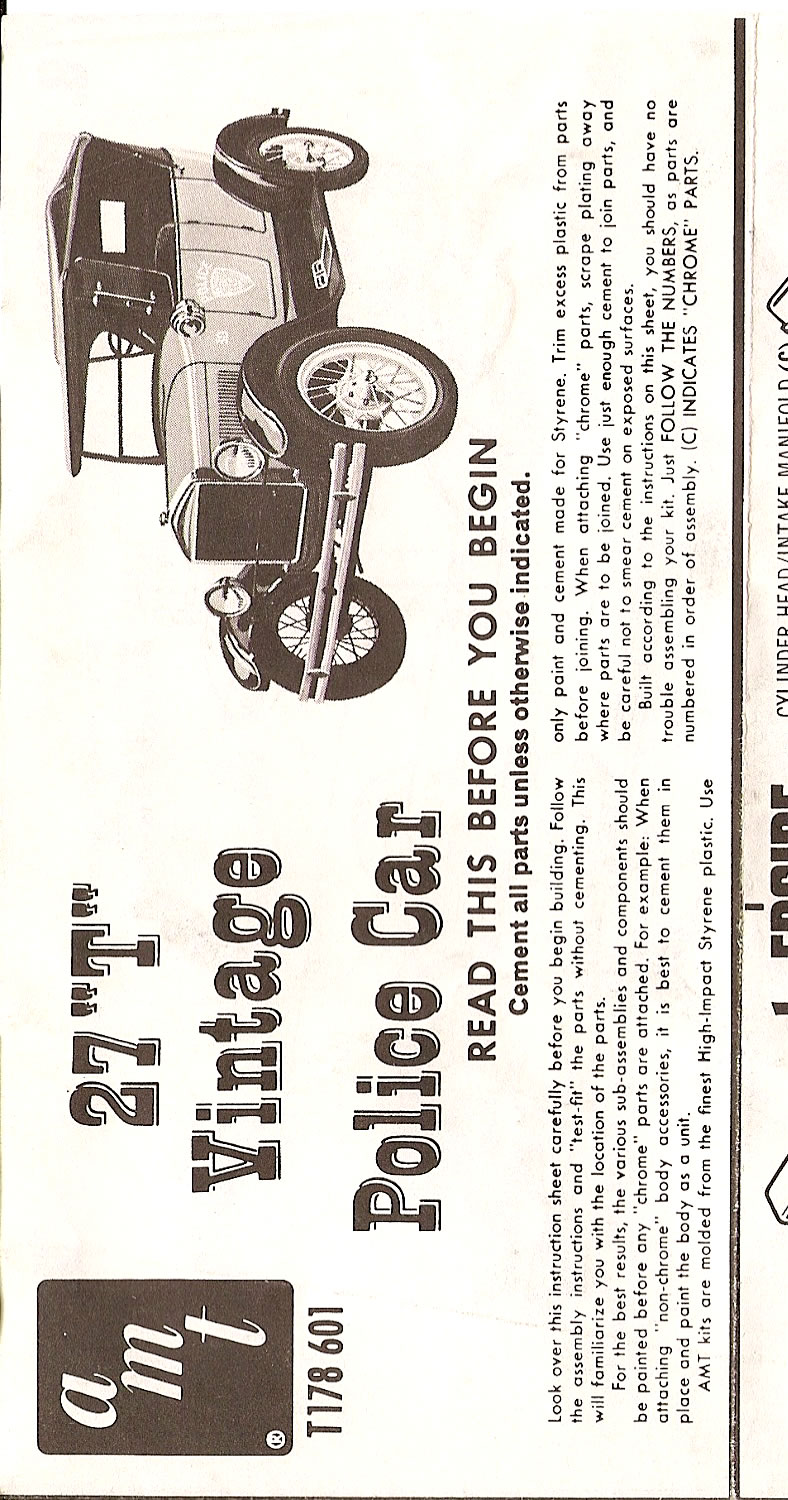 amt
®
T178 601
27 "T"
Vintage
Police Car
READ THIS BEFORE YOU BEGIN
Cement all parts unless otherwise indicated.
Look over this instruction sheet carefully before you begin building. Follow
the assembly instructions and "test-fit" the parts without cementing. This
will familiarize you with the location of the parts.
For the best results, the various sub-assemblies and components should
be painted before any "chrome" parts are attached. For example: When
attaching "non-chrome" body accessories, it is best to cement them in
place and paint the body as a unit.
AMT kits are molded from the finest High-Impact Styrene plastic. Use
only paint and cement made for Styrene. Trim excess plastic from parts
before joining. When attaching "chrome" parts, scrape plating away
where parts are to be joined. Use just enough cement to join parts, and
be careful not to smear cement on exposed surfaces.
Built according to the instructions on this sheet, you should have no
trouble assembling your kit. Just FOLLOW THE NUMBERS, as parts are
numbered in order of assembly. (C) INDICATES "CHROME" PARTS.
CYLINDER HEAD/INTAKE MANIFOLD (C)